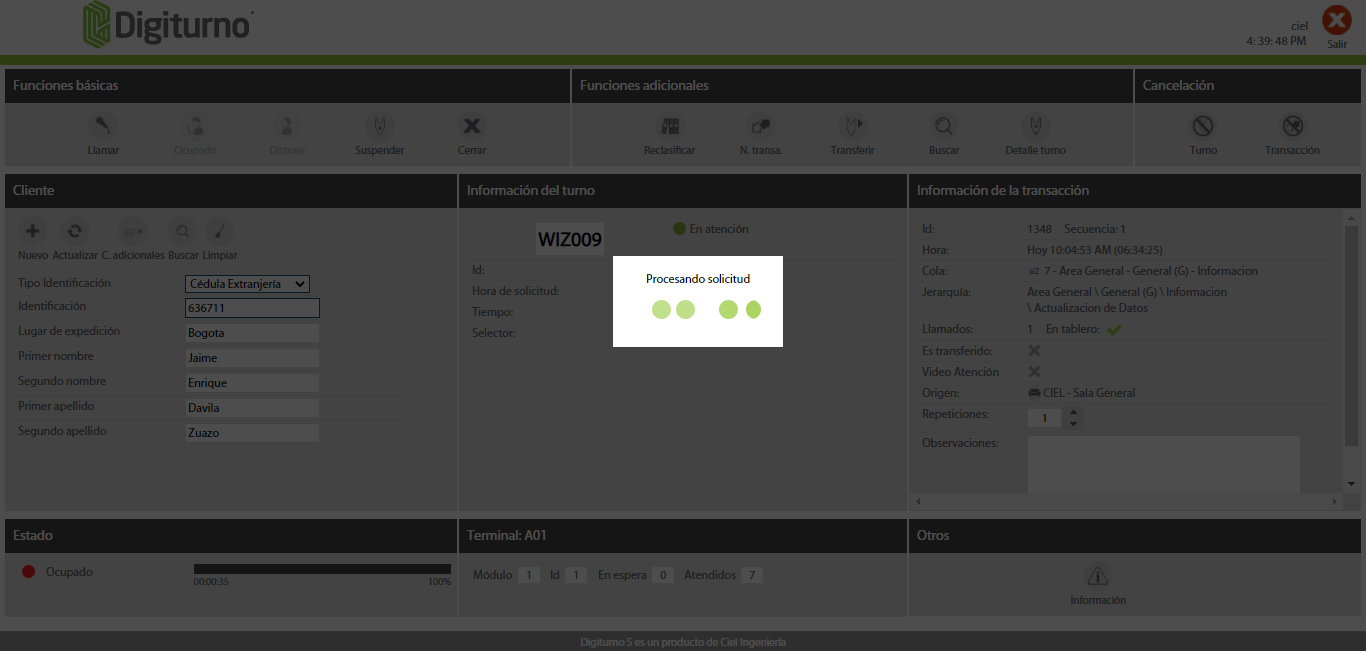 Digiturno
ciel
4: 39: 48 PM
Salir
Funciones básicas
Funciones adicionales
Cancelación
Llamar
Ocupado
Distraer
Suspender
Cerrar
Reclasificar
N. transa.
Transferir
Buscar
Detalle turno
Turno
Transacción
Cliente
Nuevo Actualizar C. adicionales Buscar Limpiar
Tipo Identificación Cédula Extranjería
Identificación 636711
Lugar de expedición Bogota
Primer nombre Jaime
Segundo nombre Enrique
Primer apellido Davila
Segundo apellido Zuazo
Información del turno
WIZ009
En atención
Id:
Hora de solicitud:
Tiempo:
Selector:
Procesando solicitud
Información de la transacción
Id: 1348 Secuencia: 1
Hora: Hoy 10:04:53 AM (06:34:25)
Cola: WIZ 7 - Area General - General (G) - Informacion
Jerarquía: Area General \ General (G) \ Informacion
\ Actualizacion de Datos
Llamados: 1 En tablero:
Es transferido:
Video Atención
Origen: CIEL - Sala General
Repeticiones: 1
Observaciones:
Estado
Ocupado
00:00:35 100%
Terminal: A01
Módulo 1 Id 1 En espera 0 Atendidos 7
Otros
Información
Digiturno 5 es un producto de Ciel Ingeniería